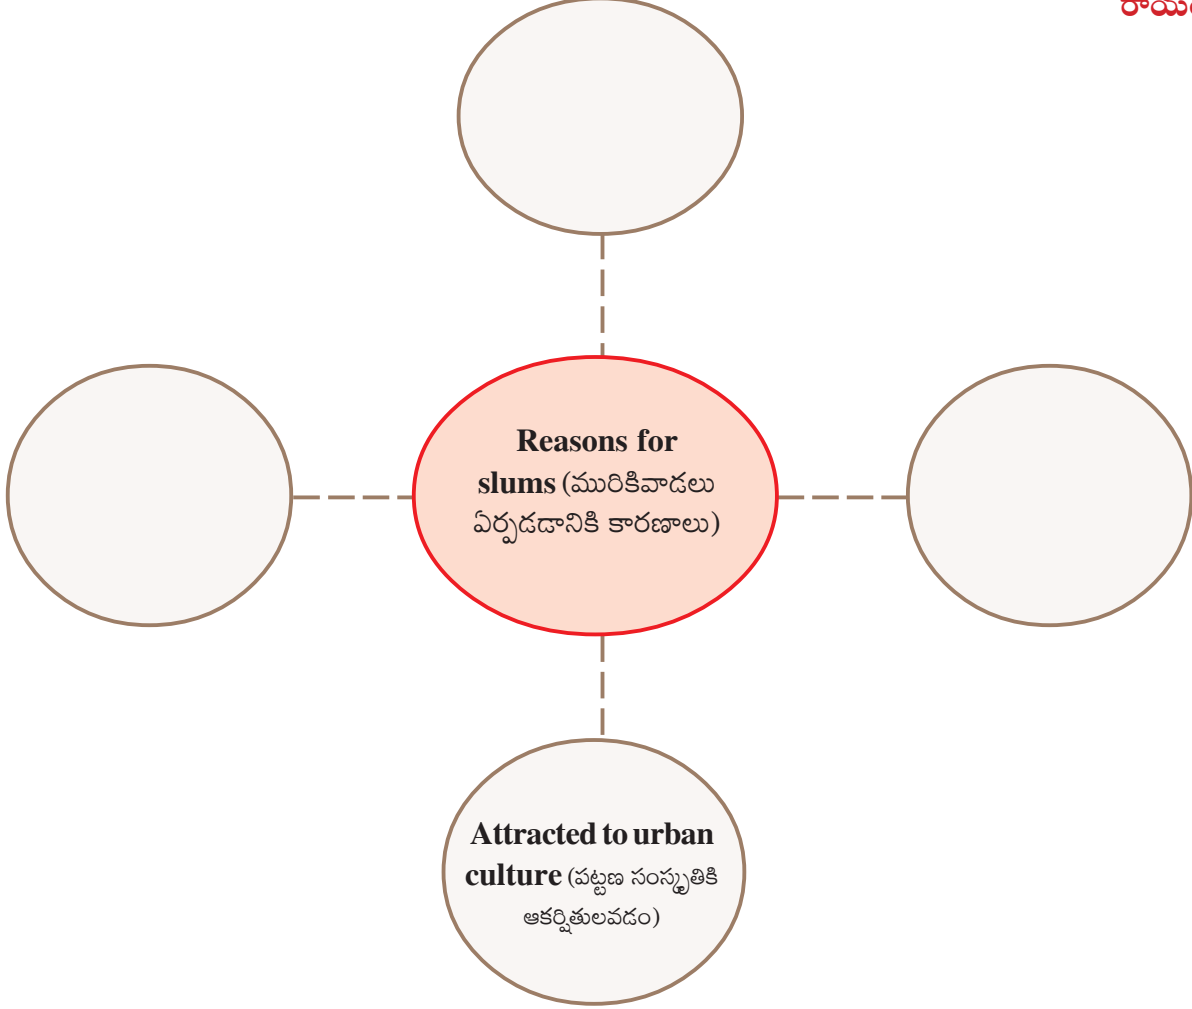 Reasons for
slums (మురికివాడలు
ఏర్పడడానికి కారణాలు)
Attracted to urban
culture (పట్టణ సంస్కృతికి
ఆకర్షితులవడం)